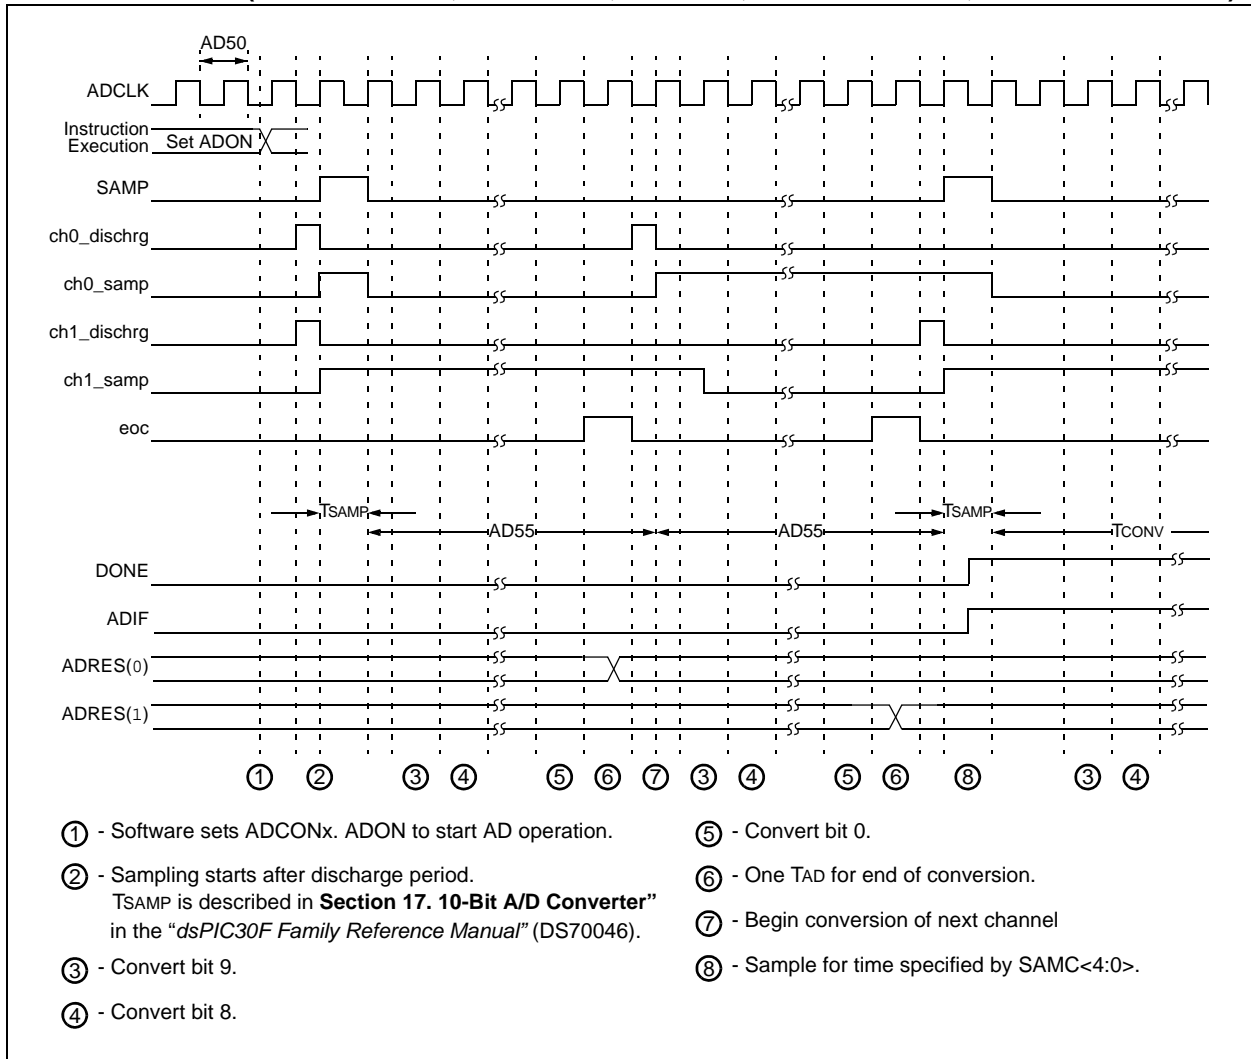 AD50
ADCLK
Instruction
Execution
Set ADON
SAMP
ch0_dischrg
ch0_samp
ch1_dischrg
ch1_samp
eoc
TSAMP
TSAMP
AD55
AD55
TCONV
DONE
ADIF
ADRES(0)
ADRES(1)
1 2 3 4 5 6 7 3 4 5 6 8 3 4
1 - Software sets ADCONx. ADON to start AD operation.
2 - Sampling starts after discharge period.
TSAMP is described in Section 17. 10-Bit A/D Converter”
in the “dsPIC30F Family Reference Manual” (DS70046).
3 - Convert bit 9.
4 - Convert bit 8.
5 - Convert bit 0.
6 - One TAD for end of conversion.
7 - Begin conversion of next channel
8 - Sample for time specified by SAMC<4:0>.